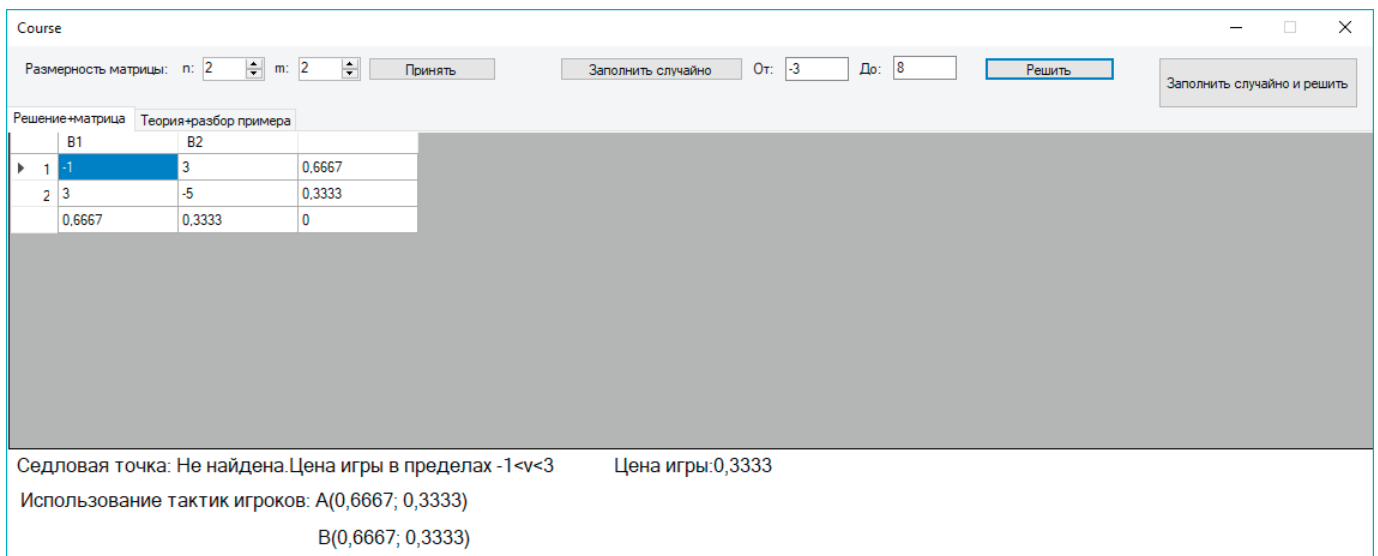 Course
Размерность матрицы: n: 2 m: 2 Принять Заполнить случайно От: -3 До: 8 Решить Заполнить случайно и решить
Решение+матрица Теория+разбор примера
B1 B2
1 -1 3 0,6667
2 3 -5 0,3333
0,6667 0,3333 0
Седловая точка: Не найдена.Цена игры в пределах -1<v<3 Цена игры:0,3333
Использование тактик игроков: A(0,6667; 0,3333)
B(0,6667; 0,3333)